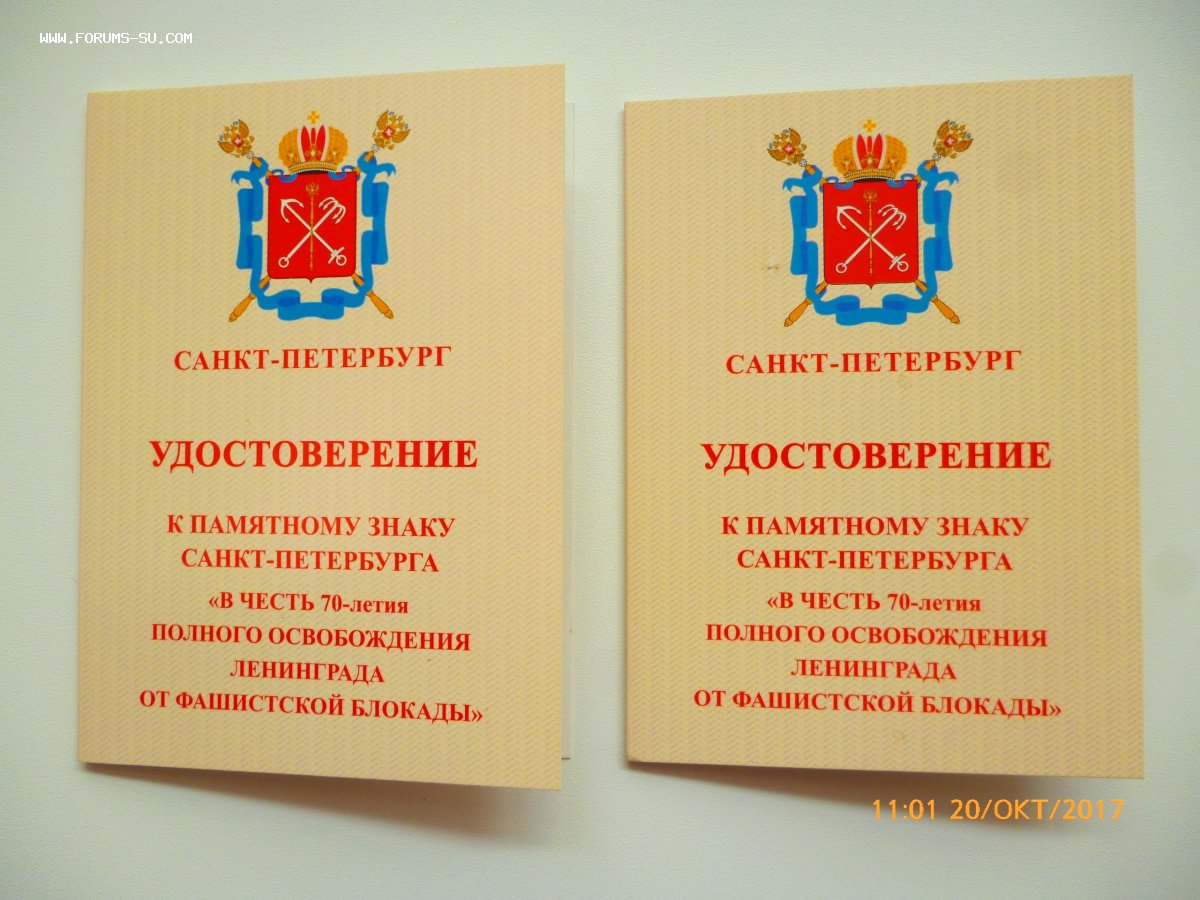 WWW.FORUMS-SU.COM
САНКТ-ПЕТЕРБУРГ
УДОСТОВЕРЕНИЕ
К ПАМЯТНОМУ ЗНАКУ
САНКТ-ПЕТЕРБУРГА
«В ЧЕСТЬ 70-летия
ПОЛНОГО ОСВОБОЖДЕНИЯ
ЛЕНИНГРАДА
ОТ ФАШИСТСКОЙ БЛОКАДЫ»
САНКТ-ПЕТЕРБУРГ
УДОСТОВЕРЕНИЕ
К ПАМЯТНОМУ ЗНАКУ
САНКТ-ПЕТЕРБУРГА
«В ЧЕСТЬ 70-летия
ПОЛНОГО ОСВОБОЖДЕНИЯ
ЛЕНИНГРАДА
ОТ ФАШИСТСКОЙ БЛОКАДЫ»
11:01 20/ОКТ/2017